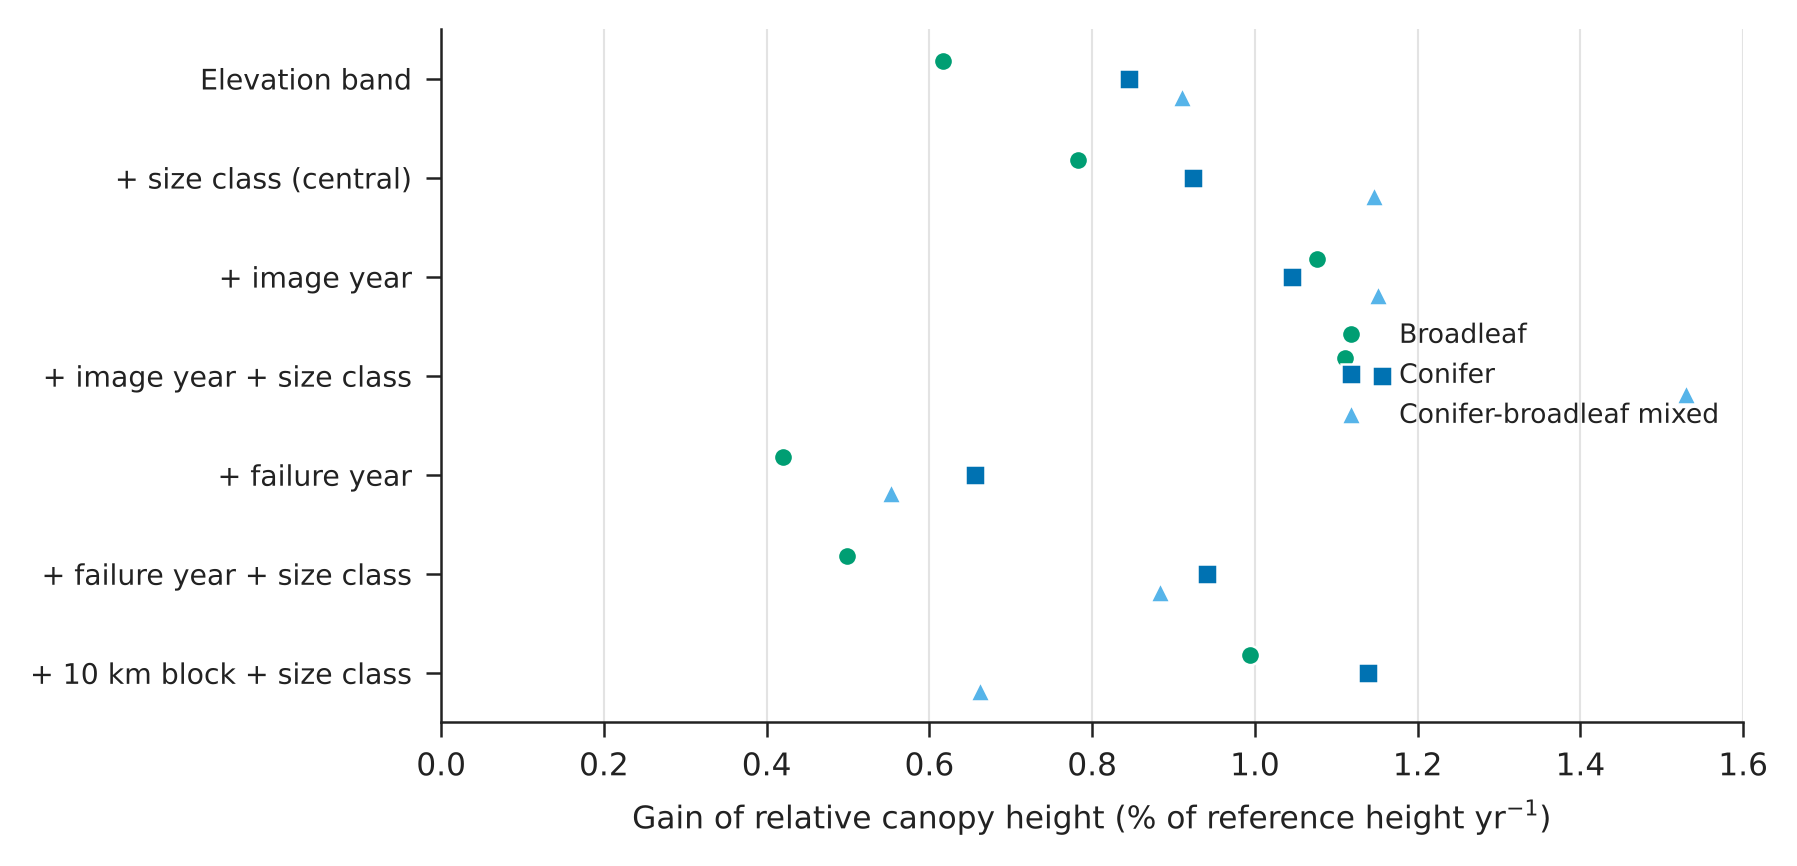 Elevation band
+ size class (central)
+ image year
+ image year + size class
+ failure year
+ failure year + size class
+ 10 km block + size class
Broadleaf
Conifer
Conifer-broadleaf mixed
0.0 0.2 0.4 0.6 0.8 1.0 1.2 1.4 1.6
Gain of relative canopy height (% of reference height yr⁻¹)